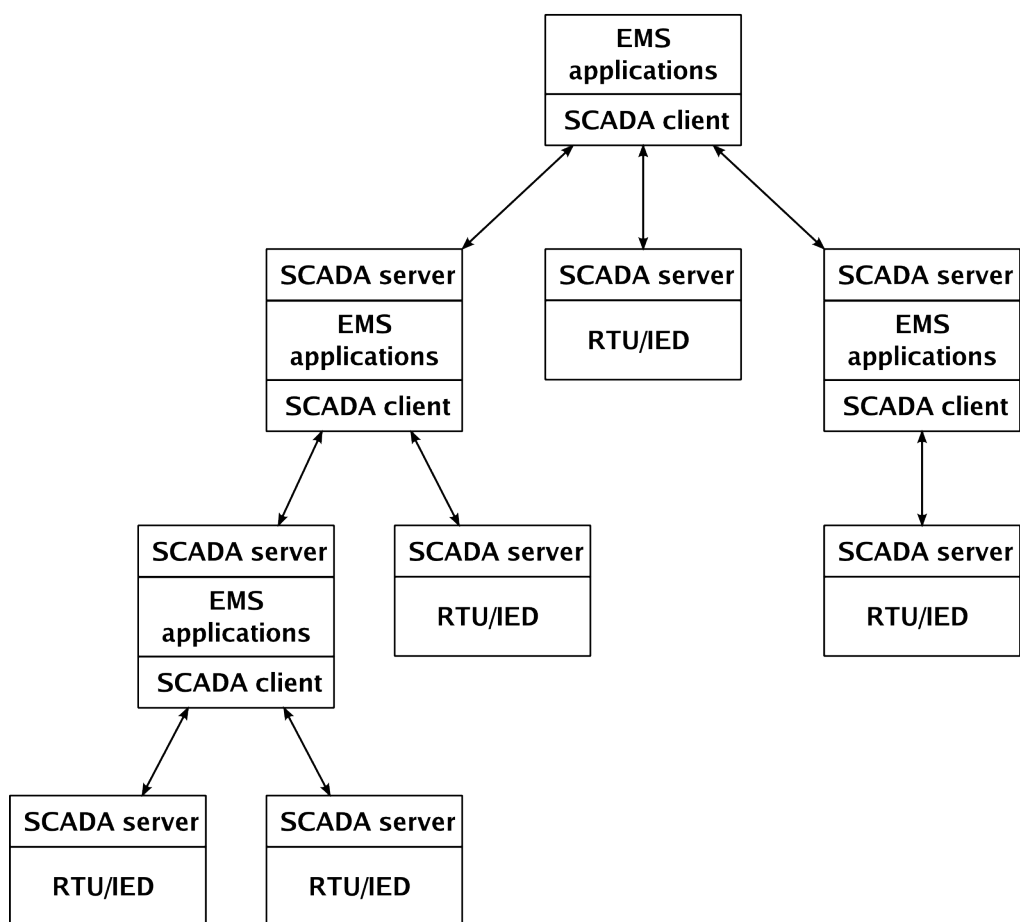 EMS
applications
SCADA client
SCADA server
EMS
applications
SCADA client
SCADA server
RTU/IED
SCADA server
EMS
applications
SCADA client
SCADA server
EMS
applications
SCADA client
SCADA server
RTU/IED
SCADA server
RTU/IED
SCADA server
RTU/IED
SCADA server
RTU/IED